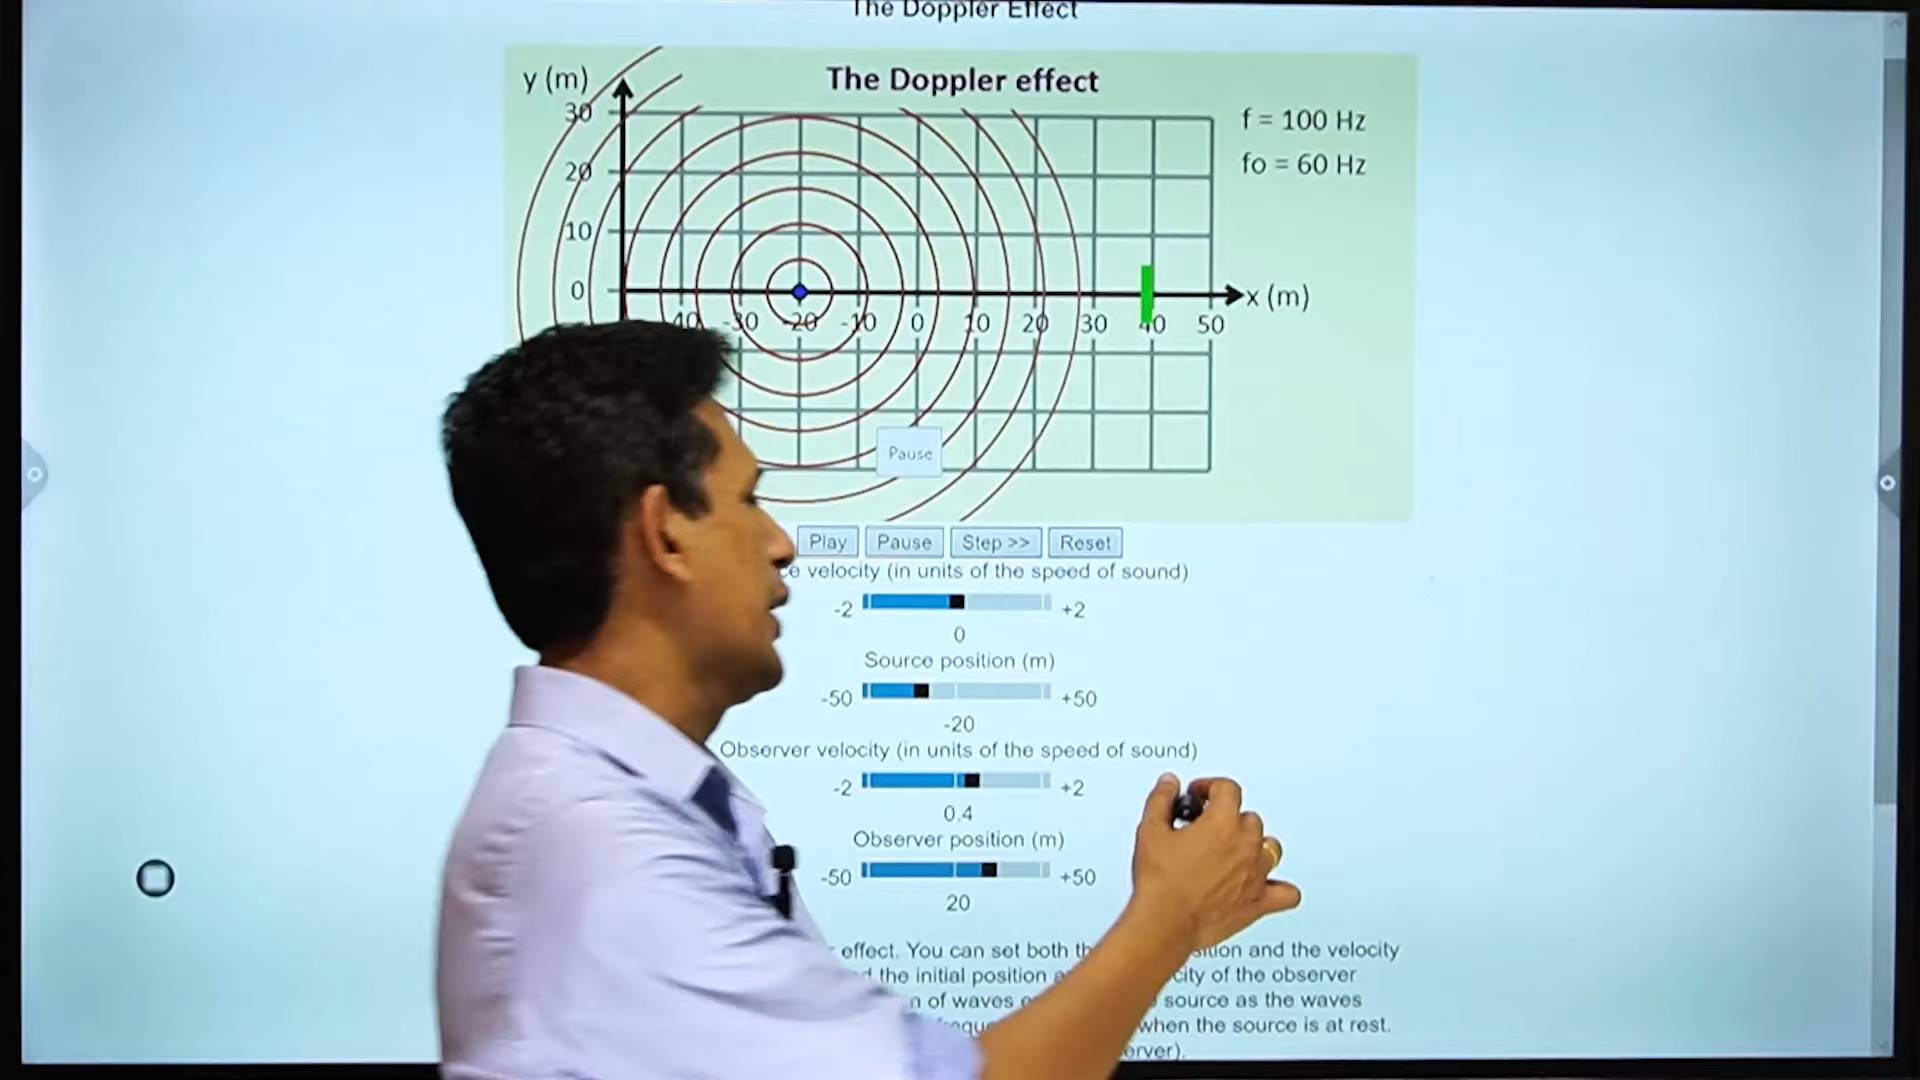 The Doppler Effect
The Doppler effect
y (m)
30
20
10
0
f = 100 Hz
fo = 60 Hz
40 -30 -20 -10 0 10 20 30 40 50
x (m)
Pause
Play Pause Step >> Reset
velocity (in units of the speed of sound)
-2 +2
0
Source position (m)
-50 +50
-20
Observer velocity (in units of the speed of sound)
-2 +2
0.4
Observer position (m)
-50 +50
20
effect. You can set both and the velocity
the initial position of the observer
of waves source as the waves
when the source is at rest.